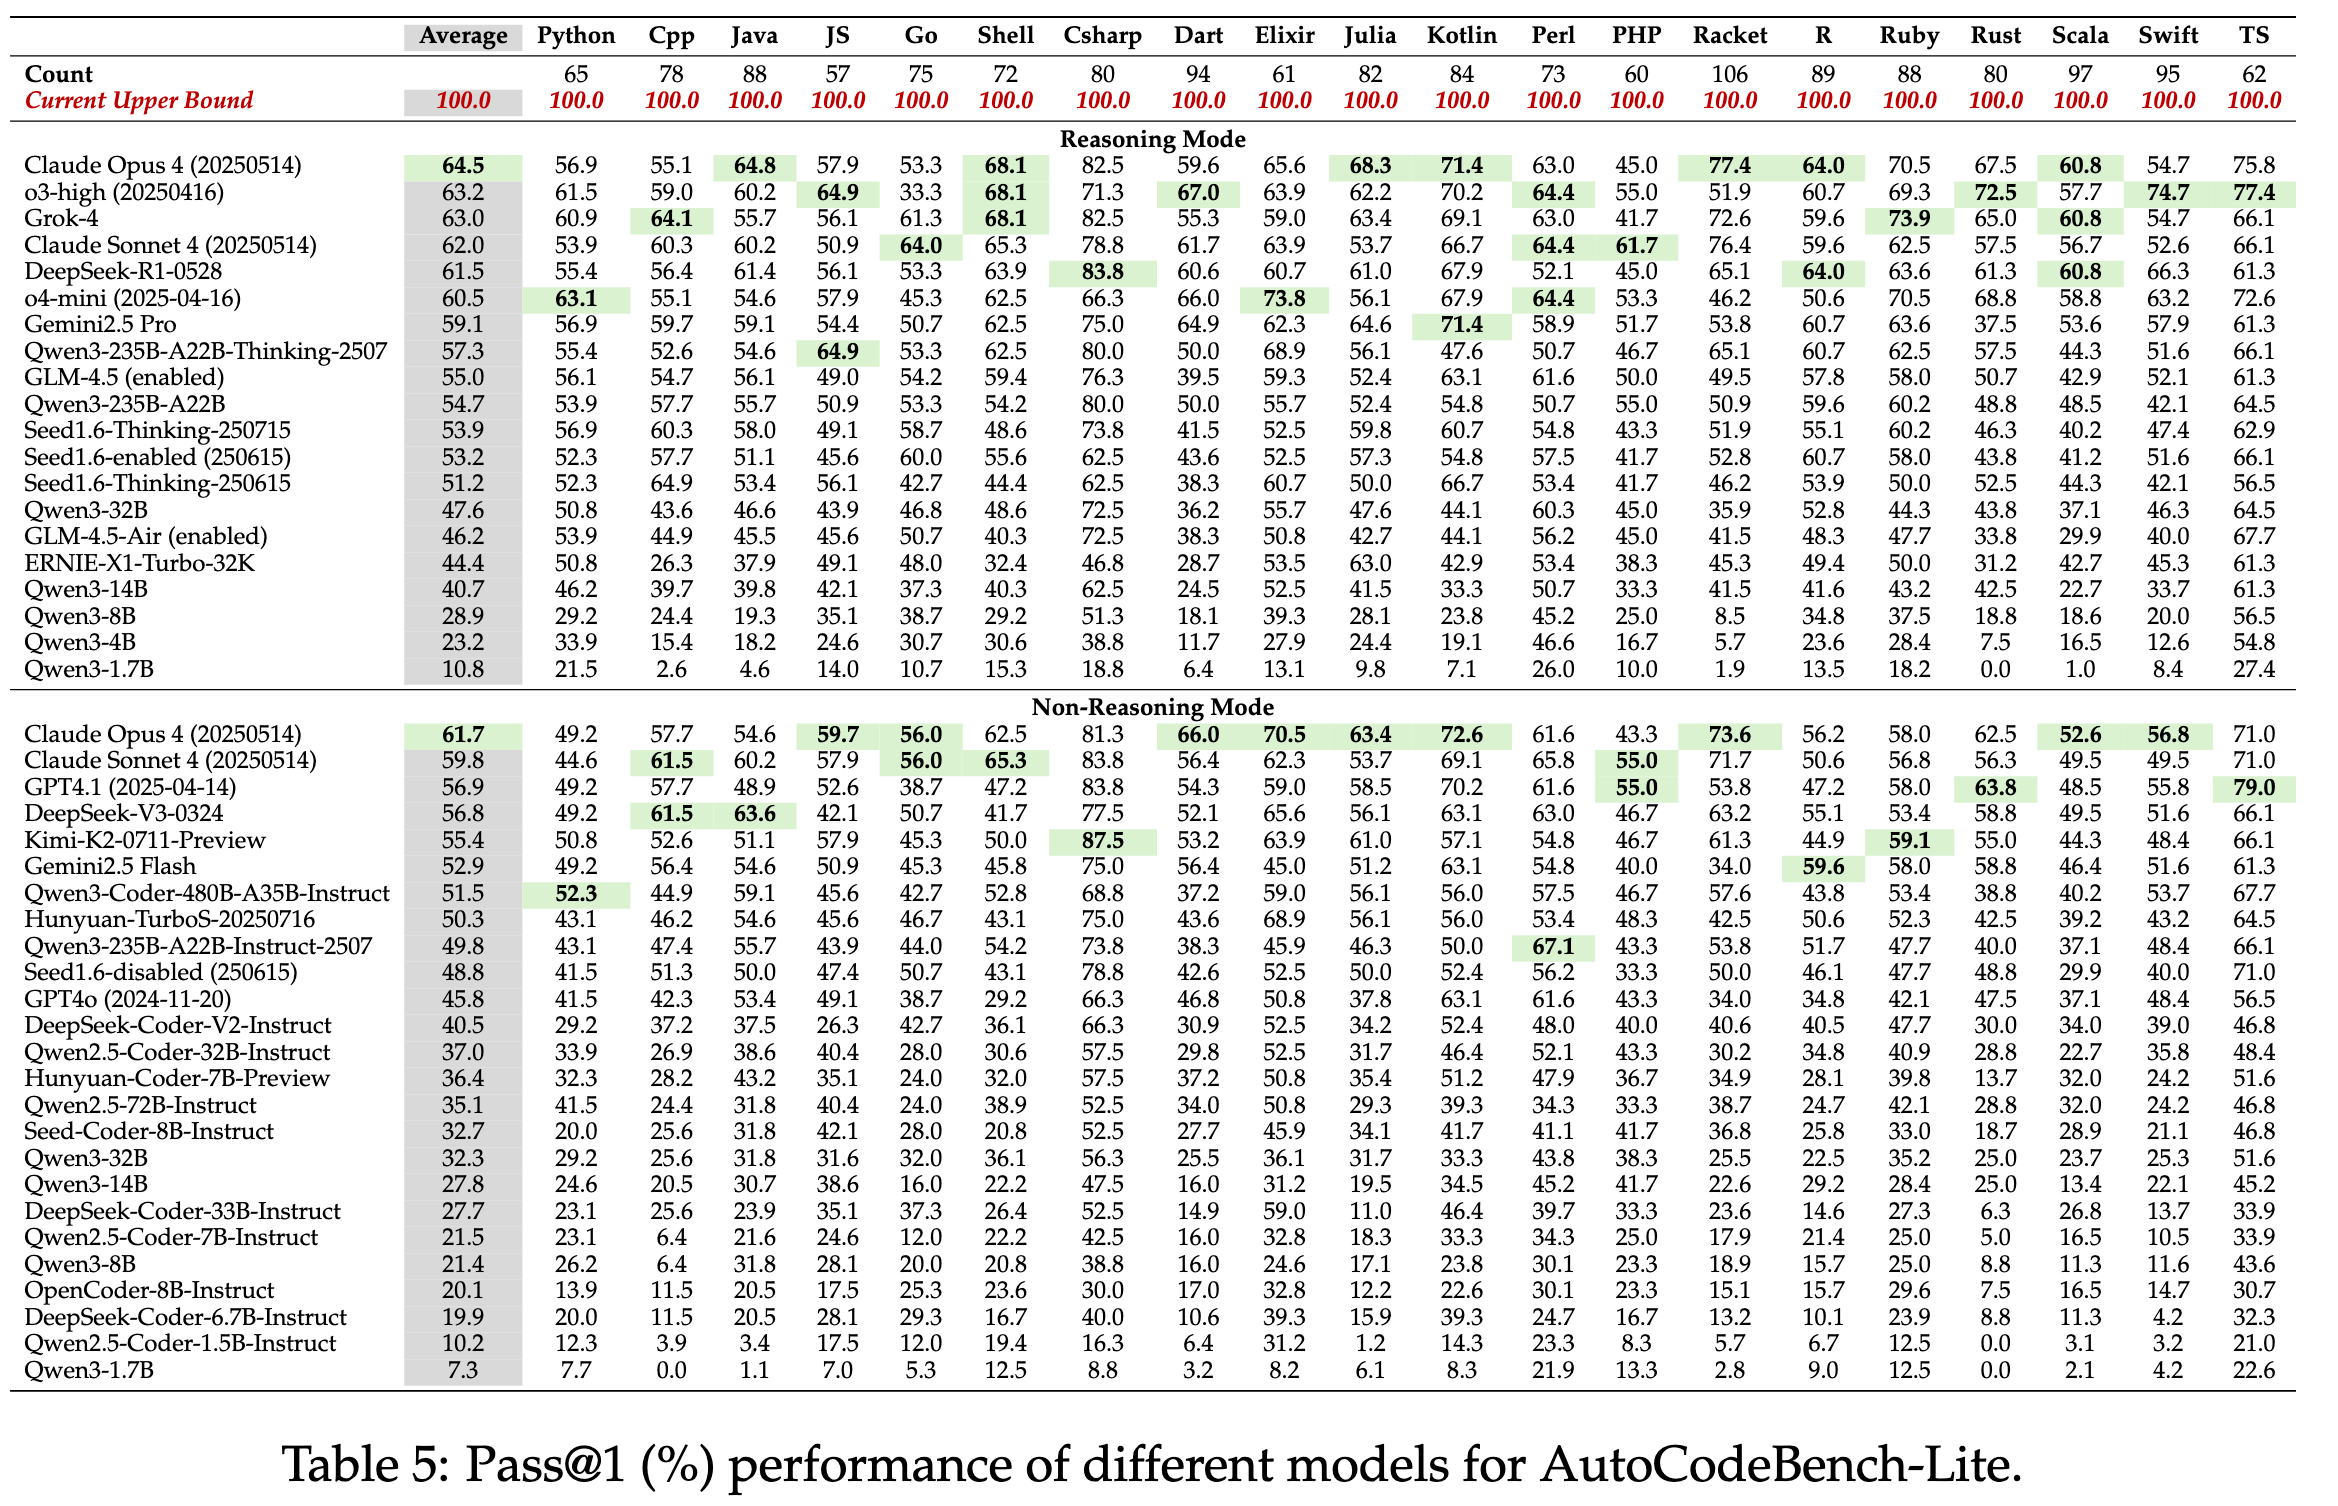 Average Python Cpp Java JS Go Shell Csharp Dart Elixir Julia Kotlin Perl PHP Racket R Ruby Rust Scala Swift TS
Count 65 78 88 57 75 72 80 94 61 82 84 73 60 106 89 88 80 97 95 62
Current Upper Bound 100.0 100.0 100.0 100.0 100.0 100.0 100.0 100.0 100.0 100.0 100.0 100.0 100.0 100.0 100.0 100.0 100.0 100.0 100.0 100.0 100.0
Reasoning Mode
Claude Opus 4 (20250514) 64.5 56.9 55.1 64.8 57.9 53.3 68.1 82.5 59.6 65.6 68.3 71.4 63.0 45.0 77.4 64.0 70.5 67.5 60.8 54.7 75.8
o3-high (20250416) 63.2 61.5 59.0 60.2 64.9 33.3 68.1 71.3 67.0 63.9 62.2 70.2 64.4 55.0 51.9 60.7 69.3 72.5 57.7 74.7 77.4
Grok-4 63.0 60.9 64.1 55.7 56.1 61.3 68.1 82.5 55.3 59.0 63.4 69.1 63.0 41.7 72.6 59.6 73.9 65.0 60.8 54.7 66.1
Claude Sonnet 4 (20250514) 62.0 53.9 60.3 60.2 50.9 64.0 65.3 78.8 61.7 63.9 53.7 66.7 64.4 61.7 76.4 59.6 62.5 57.5 56.7 52.6 66.1
DeepSeek-R1-0528 61.5 55.4 56.4 61.4 56.1 53.3 63.9 83.8 60.6 60.7 61.0 67.9 52.1 45.0 65.1 64.0 63.6 61.3 60.8 66.3 61.3
o4-mini (2025-04-16) 60.5 63.1 55.1 54.6 57.9 45.3 62.5 66.3 66.0 73.8 56.1 67.9 64.4 53.3 46.2 50.6 70.5 68.8 58.8 63.2 72.6
Gemini2.5 Pro 59.1 56.9 59.7 59.1 54.4 50.7 62.5 75.0 64.9 62.3 64.6 71.4 58.9 51.7 53.8 60.7 63.6 37.5 53.6 57.9 61.3
Qwen3-235B-A22B-Thinking-2507 57.3 55.4 52.6 54.6 64.9 53.3 62.5 80.0 50.0 68.9 56.1 47.6 50.7 46.7 65.1 60.7 62.5 57.5 44.3 51.6 66.1
GLM-4.5 (enabled) 55.0 56.1 54.7 56.1 49.0 54.2 59.4 76.3 39.5 59.3 52.4 63.1 61.6 50.0 49.5 57.8 58.0 50.7 42.9 52.1 61.3
Qwen3-235B-A22B 54.7 53.9 57.7 55.7 50.9 53.3 54.2 80.0 50.0 55.7 52.4 54.8 50.7 55.0 50.9 59.6 60.2 48.8 48.5 42.1 64.5
Seed1.6-Thinking-250715 53.9 56.9 60.3 58.0 49.1 58.7 48.6 73.8 41.5 52.5 59.8 60.7 54.8 43.3 51.9 55.1 60.2 46.3 40.2 47.4 62.9
Seed1.6-enabled (250615) 53.2 52.3 57.7 51.1 45.6 60.0 55.6 62.5 43.6 52.5 57.3 54.8 57.5 41.7 52.8 60.7 58.0 43.8 41.2 51.6 66.1
Seed1.6-Thinking-250615 51.2 52.3 64.9 53.4 56.1 42.7 44.4 62.5 38.3 60.7 50.0 66.7 53.4 41.7 46.2 53.9 50.0 52.5 44.3 42.1 56.5
Qwen3-32B 47.6 50.8 43.6 46.6 43.9 46.8 48.6 72.5 36.2 55.7 47.6 44.1 60.3 45.0 35.9 52.8 44.3 43.8 37.1 46.3 64.5
GLM-4.5-Air (enabled) 46.2 53.9 44.9 45.5 45.6 50.7 40.3 72.5 38.3 50.8 42.7 44.1 56.2 45.0 41.5 48.3 47.7 33.8 29.9 40.0 67.7
ERNIE-X1-Turbo-32K 44.4 50.8 26.3 37.9 49.1 48.0 32.4 46.8 28.7 53.5 63.0 42.9 53.4 38.3 45.3 49.4 50.0 31.2 42.7 45.3 61.3
Qwen3-14B 40.7 46.2 39.7 39.8 42.1 37.3 40.3 62.5 24.5 52.5 41.5 33.3 50.7 33.3 41.5 41.6 43.2 42.5 22.7 33.7 61.3
Qwen3-8B 28.9 29.2 24.4 19.3 35.1 38.7 29.2 51.3 18.1 39.3 28.1 23.8 45.2 25.0 8.5 34.8 37.5 18.8 18.6 20.0 56.5
Qwen3-4B 23.2 33.9 15.4 18.2 24.6 30.7 30.6 38.8 11.7 27.9 24.4 19.1 46.6 16.7 5.7 23.6 28.4 7.5 16.5 12.6 54.8
Qwen3-1.7B 10.8 21.5 2.6 4.6 14.0 10.7 15.3 18.8 6.4 13.1 9.8 7.1 26.0 10.0 1.9 13.5 18.2 0.0 1.0 8.4 27.4
Non-Reasoning Mode
Claude Opus 4 (20250514) 61.7 49.2 57.7 54.6 59.7 56.0 62.5 81.3 66.0 70.5 63.4 72.6 61.6 43.3 73.6 56.2 58.0 62.5 52.6 56.8 71.0
Claude Sonnet 4 (20250514) 59.8 44.6 61.5 60.2 57.9 56.0 65.3 83.8 56.4 62.3 53.7 69.1 65.8 55.0 71.7 50.6 56.8 56.3 49.5 49.5 71.0
GPT4.1 (2025-04-14) 56.9 49.2 57.7 48.9 52.6 38.7 47.2 83.8 54.3 59.0 58.5 70.2 61.6 55.0 53.8 47.2 58.0 63.8 48.5 55.8 79.0
DeepSeek-V3-0324 56.8 49.2 61.5 63.6 42.1 50.7 41.7 77.5 52.1 65.6 56.1 63.1 63.0 46.7 63.2 55.1 53.4 58.8 49.5 51.6 66.1
Kimi-K2-0711-Preview 55.4 50.8 52.6 51.1 57.9 45.3 50.0 87.5 53.2 63.9 61.0 57.1 54.8 46.7 61.3 44.9 59.1 55.0 44.3 48.4 66.1
Gemini2.5 Flash 52.9 49.2 56.4 54.6 50.9 45.3 45.8 75.0 56.4 45.0 51.2 63.1 54.8 40.0 34.0 59.6 58.0 58.8 46.4 51.6 61.3
Qwen3-Coder-480B-A35B-Instruct 51.5 52.3 44.9 59.1 45.6 42.7 52.8 68.8 37.2 59.0 56.1 56.0 57.5 46.7 57.6 43.8 53.4 38.8 40.2 53.7 67.7
Hunyuan-TurboS-20250716 50.3 43.1 46.2 54.6 45.6 46.7 43.1 75.0 43.6 68.9 56.1 56.0 53.4 48.3 42.5 50.6 52.3 42.5 39.2 43.2 64.5
Qwen3-235B-A22B-Instruct-2507 49.8 43.1 47.4 55.7 43.9 44.0 54.2 73.8 38.3 45.9 46.3 50.0 67.1 43.3 53.8 51.7 47.7 40.0 37.1 48.4 66.1
Seed1.6-disabled (250615) 48.8 41.5 51.3 50.0 47.4 50.7 43.1 78.8 42.6 52.5 50.0 52.4 56.2 33.3 50.0 46.1 47.7 48.8 29.9 40.0 71.0
GPT4o (2024-11-20) 45.8 41.5 42.3 53.4 49.1 38.7 29.2 66.3 46.8 50.8 37.8 63.1 61.6 43.3 34.0 34.8 42.1 47.5 37.1 48.4 56.5
DeepSeek-Coder-V2-Instruct 40.5 29.2 37.2 37.5 26.3 42.7 36.1 66.3 30.9 52.5 34.2 52.4 48.0 40.0 40.6 40.5 47.7 30.0 34.0 39.0 46.8
Qwen2.5-Coder-32B-Instruct 37.0 33.9 26.9 38.6 40.4 28.0 30.6 57.5 29.8 52.5 31.7 46.4 52.1 43.3 30.2 34.8 40.9 28.8 22.7 35.8 48.4
Hunyuan-Coder-7B-Preview 36.4 32.3 28.2 43.2 35.1 24.0 32.0 57.5 37.2 50.8 35.4 51.2 47.9 36.7 34.9 28.1 39.8 13.7 32.0 24.2 51.6
Qwen2.5-72B-Instruct 35.1 41.5 24.4 31.8 40.4 24.0 38.9 52.5 34.0 50.8 29.3 39.3 34.3 33.3 38.7 24.7 42.1 28.8 32.0 24.2 46.8
Seed-Coder-8B-Instruct 32.7 20.0 25.6 31.8 42.1 28.0 20.8 52.5 27.7 45.9 34.1 41.7 41.1 41.7 36.8 25.8 33.0 18.7 28.9 21.1 46.8
Qwen3-32B 32.3 29.2 25.6 31.8 31.6 32.0 36.1 56.3 25.5 36.1 31.7 33.3 43.8 38.3 25.5 22.5 35.2 25.0 23.7 25.3 51.6
Qwen3-14B 27.8 24.6 20.5 30.7 38.6 16.0 22.2 47.5 16.0 31.2 19.5 34.5 45.2 41.7 22.6 29.2 28.4 25.0 13.4 22.1 45.2
DeepSeek-Coder-33B-Instruct 27.7 23.1 25.6 23.9 35.1 37.3 26.4 52.5 14.9 59.0 11.0 46.4 39.7 33.3 23.6 14.6 27.3 6.3 26.8 13.7 33.9
Qwen2.5-Coder-7B-Instruct 21.5 23.1 6.4 21.6 24.6 12.0 22.2 42.5 16.0 32.8 18.3 33.3 34.3 25.0 17.9 21.4 25.0 5.0 16.5 10.5 33.9
Qwen3-8B 21.4 26.2 6.4 31.8 28.1 20.0 20.8 38.8 16.0 24.6 17.1 23.8 30.1 23.3 18.9 15.7 25.0 8.8 11.3 11.6 43.6
OpenCoder-8B-Instruct 20.1 13.9 11.5 20.5 17.5 25.3 23.6 30.0 17.0 32.8 12.2 22.6 30.1 23.3 15.1 15.7 29.6 7.5 16.5 14.7 30.7
DeepSeek-Coder-6.7B-Instruct 19.9 20.0 11.5 20.5 28.1 29.3 16.7 40.0 10.6 39.3 15.9 39.3 24.7 16.7 13.2 10.1 23.9 8.8 11.3 4.2 32.3
Qwen2.5-Coder-1.5B-Instruct 10.2 12.3 3.9 3.4 17.5 12.0 19.4 16.3 6.4 31.2 1.2 14.3 23.3 8.3 5.7 6.7 12.5 0.0 3.1 3.2 21.0
Qwen3-1.7B 7.3 7.7 0.0 1.1 7.0 5.3 12.5 8.8 3.2 8.2 6.1 8.3 21.9 13.3 2.8 9.0 12.5 0.0 2.1 4.2 22.6
Table 5: Pass@1 (%) performance of different models for AutoCodeBench-Lite.